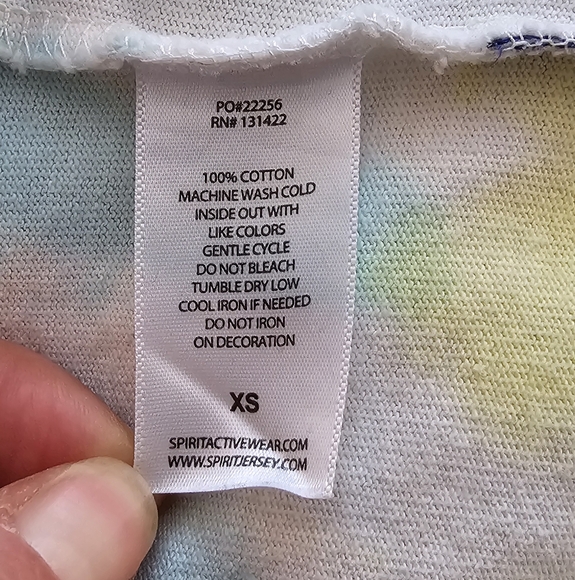 PO#22256
RN# 131422
100% COTTON
MACHINE WASH COLD
INSIDE OUT WITH
LIKE COLORS
GENTLE CYCLE
DO NOT BLEACH
TUMBLE DRY LOW
COOL IRON IF NEEDED
DO NOT IRON
ON DECORATION
XS
SPIRITACTIVEWEAR.COM
WWW.SPIRITJERSEY.COM